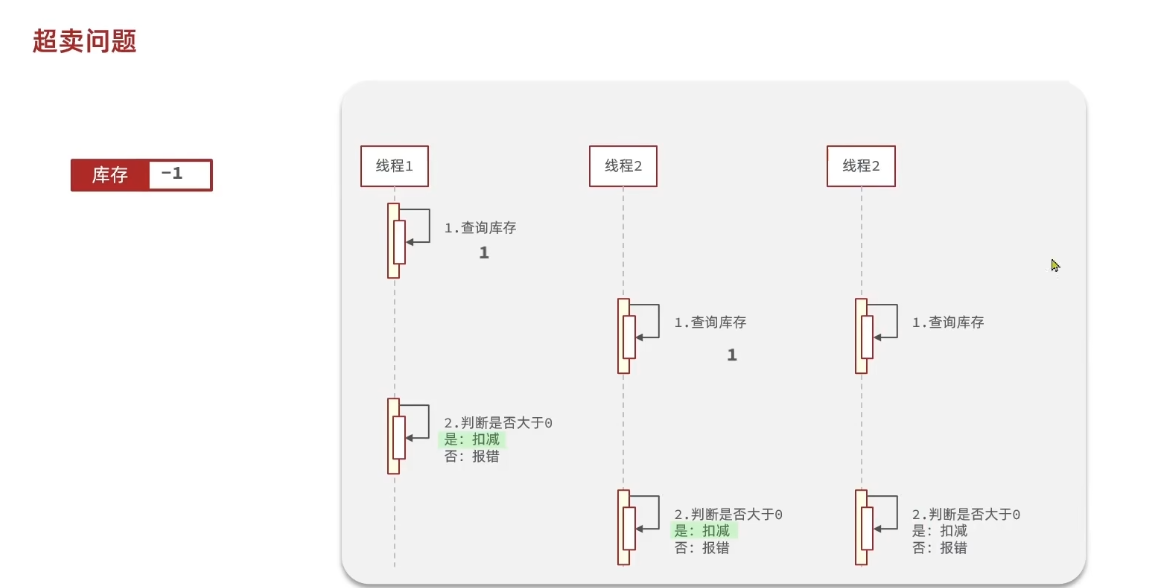 超卖问题
库存 -1
线程1
线程2
线程2
1.查询库存
1
1.查询库存
1
1.查询库存
2.判断是否大于0
是：扣减
否：报错
2.判断是否大于0
是：扣减
否：报错
2.判断是否大于0
是：扣减
否：报错